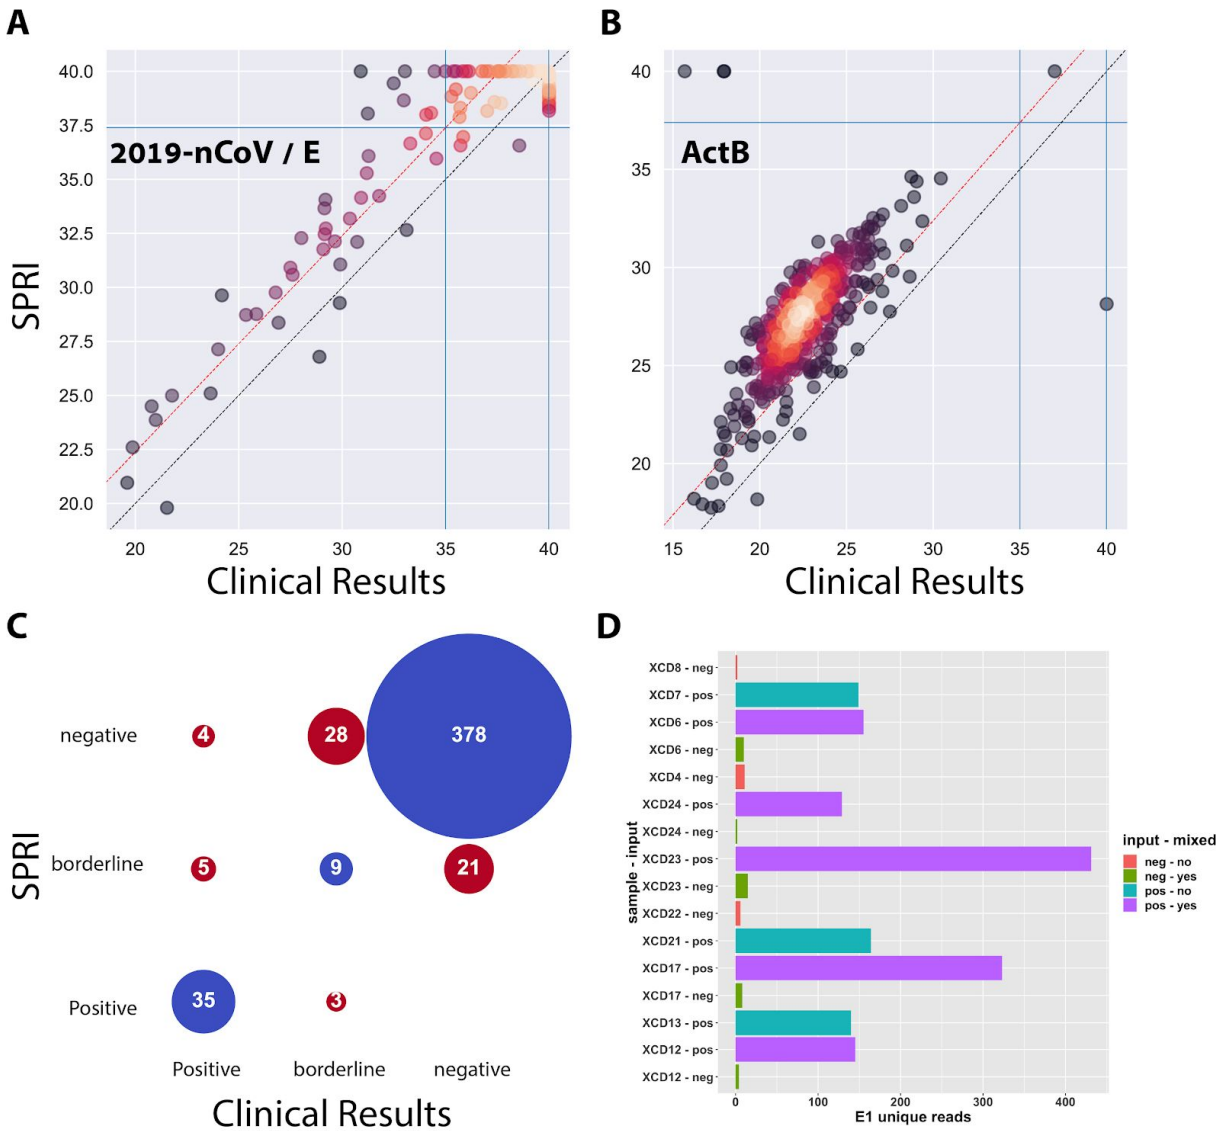 A
40.0
37.5
35.0
32.5
30.0
27.5
25.0
22.5
20.0
SPRI
2019-nCoV / E
20 25 30 35 40
Clinical Results
B
40
35
30
25
20
ActB
15 20 25 30 35 40
Clinical Results
C
SPRI
negative 4 28 378
borderline 5 9 21
Positive 35 3
Positive borderline negative
Clinical Results
D
sample - input
XCD8 - neg
XCD7 - pos
XCD6 - pos
XCD6 - neg
XCD4 - neg
XCD24 - pos
XCD24 - neg
XCD23 - pos
XCD23 - neg
XCD22 - neg
XCD21 - pos
XCD17 - pos
XCD17 - neg
XCD13 - pos
XCD12 - pos
XCD12 - neg
0 100 200 300 400
E1 unique reads
input - mixed
neg - no
neg - yes
pos - no
pos - yes